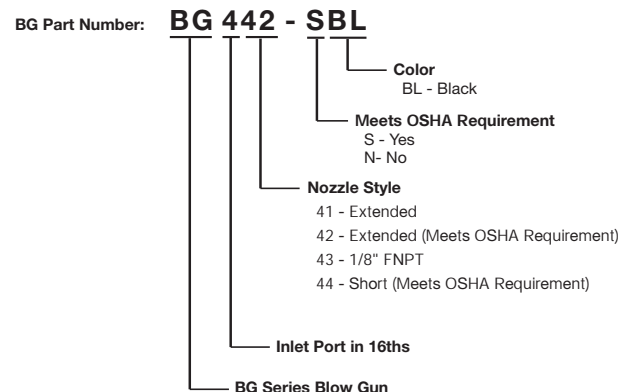 BG Part Number: BG 442 - SBL
Color
BL - Black
Meets OSHA Requirement
S - Yes
N- No
Nozzle Style
41 - Extended
42 - Extended (Meets OSHA Requirement)
43 - 1/8" FNPT
44 - Short (Meets OSHA Requirement)
Inlet Port in 16ths
BG Series Blow Gun